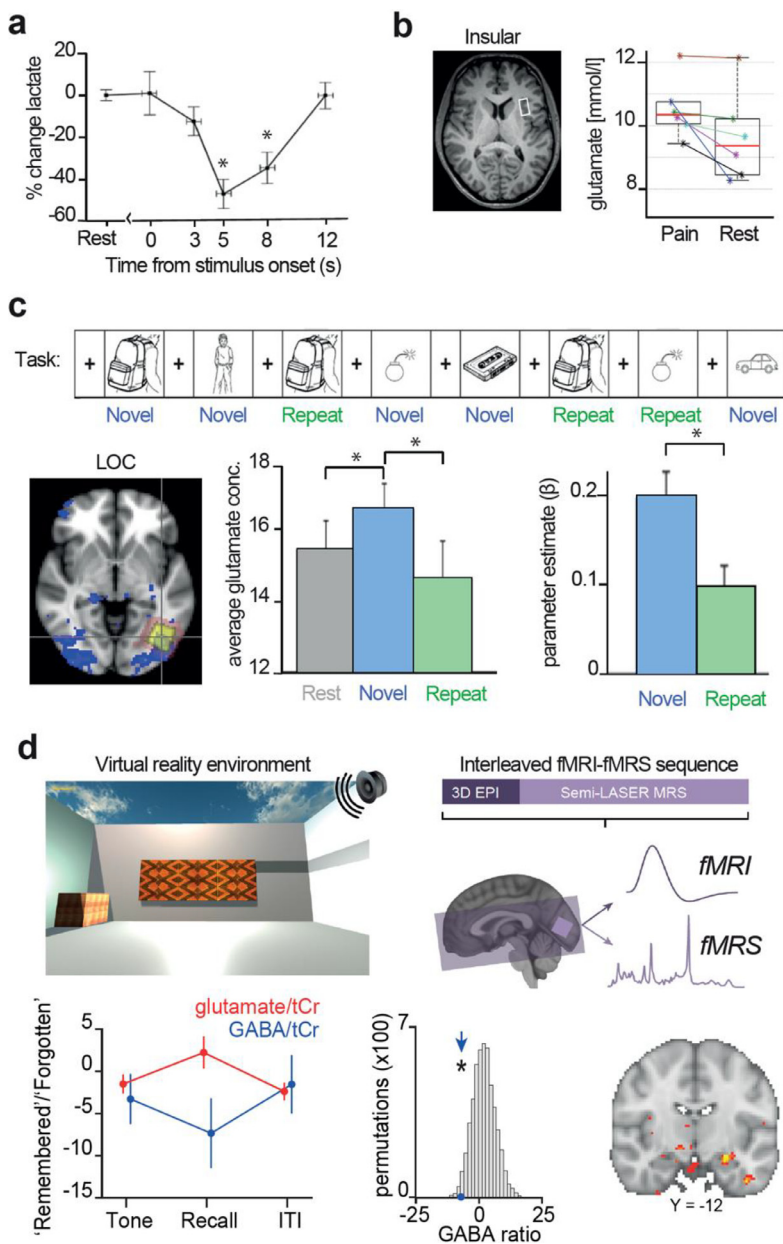 a
% change lactate
20
0
-20
-40
-60
*
*
Rest
0
3
5
8
12
Time from stimulus onset (s)
b
Insular
glutamate [mmol/l]
12
10
8
Pain
Rest
c
Task:
+ + + + + + + +
Novel Novel Repeat Novel Novel Repeat Repeat Novel
LOC
average glutamate conc.
18
16
14
12
*
*
Rest
Novel
Repeat
parameter estimate (β)
0.2
0.1
0
*
Novel
Repeat
d
Virtual reality environment
Interleaved fMRI-fMRS sequence
3D EPI
Semi-LASER MRS
fMRI
fMRS
'Remembered'/'Forgotten'
5
0
-5
-10
-15
glutamate/tCr
GABA/tCr
Tone
Recall
ITI
permutations (x100)
7
0
*
-25
0
25
GABA ratio
Y = -12